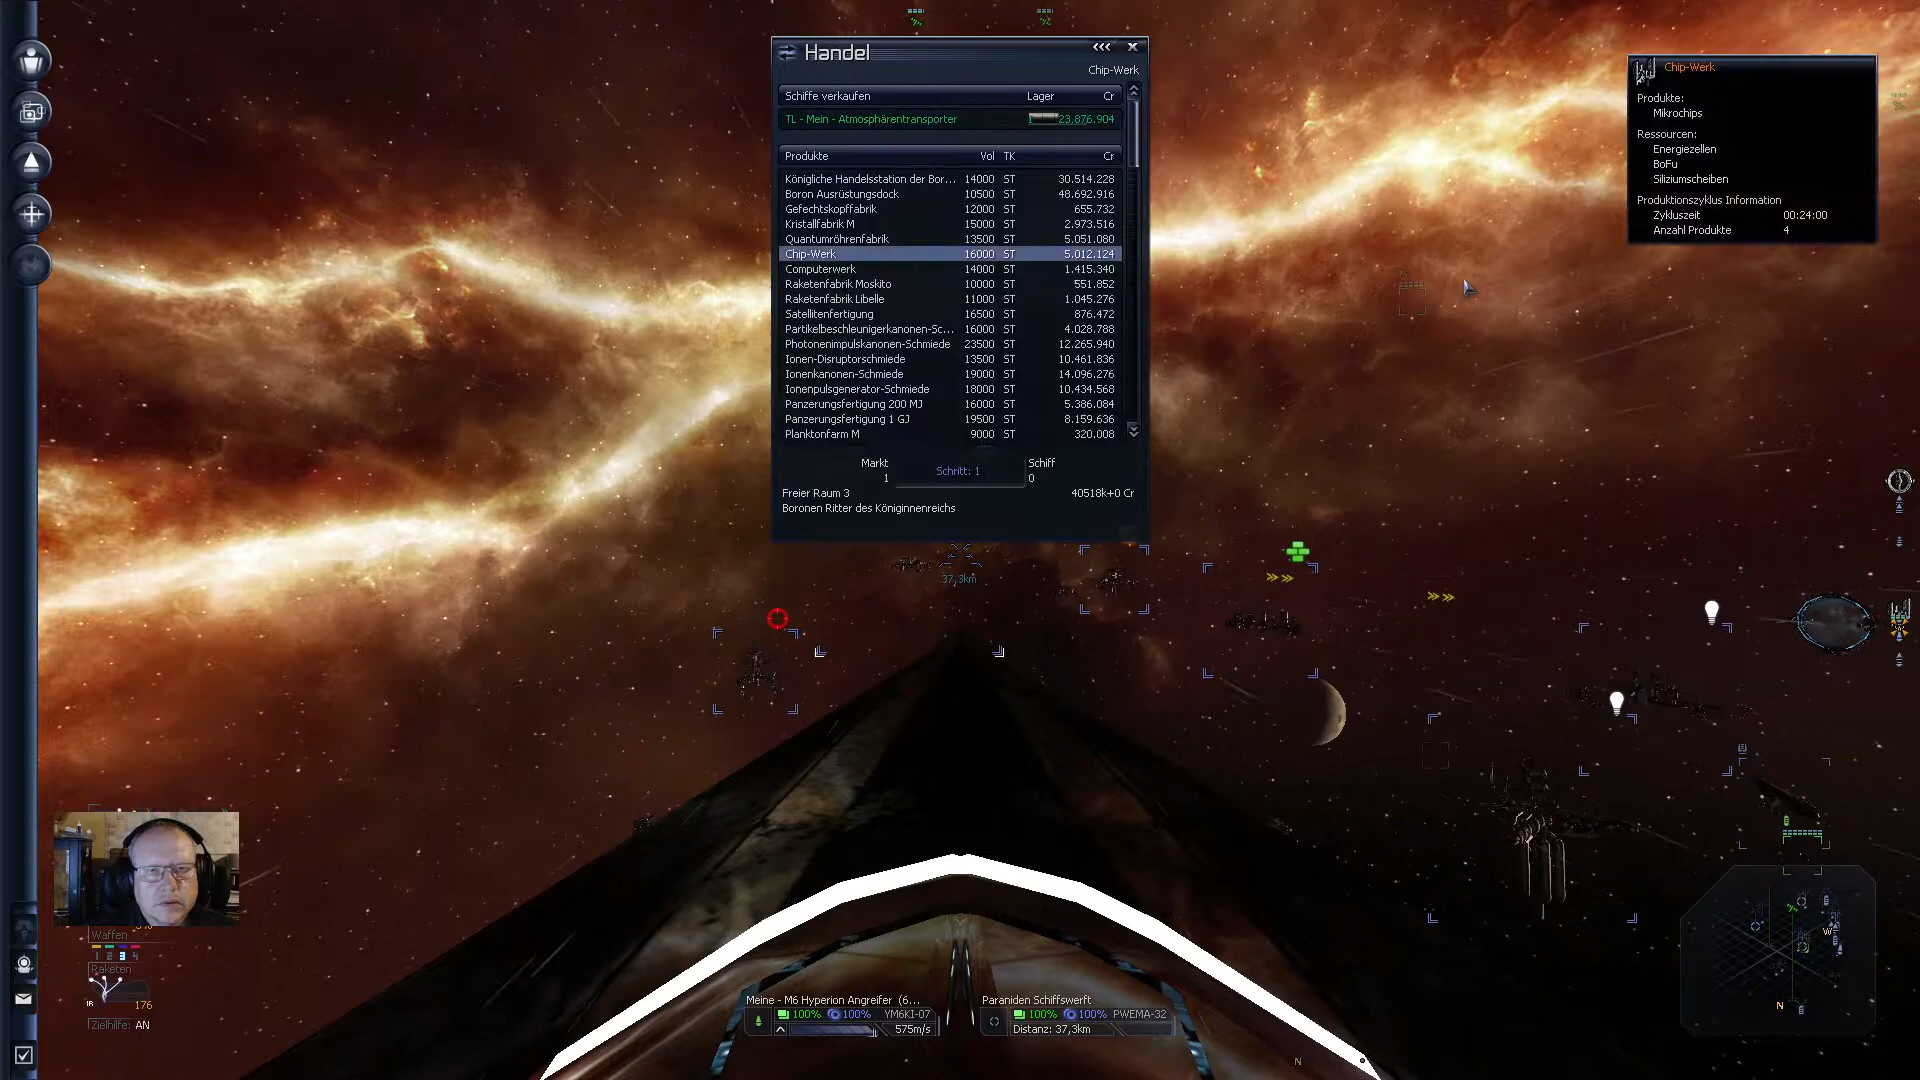 Handel
Chip-Werk
Schiffe verkaufen Lager Cr
TL - Mein - Atmosphärentransporter 1 23.876.904
Produkte Vol TK Cr
Königliche Handelsstation der Bor... 14000 ST 30.514.228
Boron Ausrüstungsdock 10500 ST 48.692.916
Gefechtskopffabrik 12000 ST 655.732
Kristallfabrik M 15000 ST 2.973.516
Quantumröhrenfabrik 13500 ST 5.051.080
Chip-Werk 16000 ST 5.012.124
Computerwerk 14000 ST 1.415.340
Raketenfabrik Moskito 10000 ST 551.852
Raketenfabrik Libelle 11000 ST 1.045.276
Satellitenfertigung 16500 ST 876.472
Partikelbeschleunigerkanonen-Sc... 16000 ST 4.028.788
Photonenimpulskanonen-Schmiede 23500 ST 12.265.940
Ionen-Disruptorschmiede 13500 ST 10.461.836
Ionenkanonen-Schmiede 19000 ST 14.096.276
Ionenpulsgenerator-Schmiede 18000 ST 10.434.568
Panzerungsfertigung 200 MJ 16000 ST 5.386.084
Panzerungsfertigung 1 GJ 19500 ST 8.159.636
Planktonfarm M 9000 ST 320.008
Markt Schritt: 1 Schiff
1 0
Freier Raum 3 40518k+0 Cr
Boronen Ritter des Königinnenreichs
Chip-Werk
Produkte:
Mikrochips
Ressourcen:
Energiezellen
BoFu
Siliziumscheiben
Produktionszyklus Information
Zykluszeit 00:24:00
Anzahl Produkte 4
37,3km
Waffen
1 2 3 4
Raketen
IR 176
Zielhilfe: AN
Meine - M6 Hyperion Angreifer (6...
100% 100% YM6KI-07
575m/s
Paraniden Schiffswerft
100% 100% PWEMA-32
Distanz: 37,3km
W
N
N